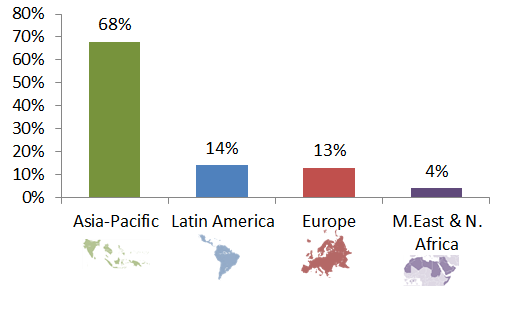 80%
70%
60%
50%
40%
30%
20%
10%
0%
68%
14%
13%
4%
Asia-Pacific
Latin America
Europe
M.East & N.
Africa